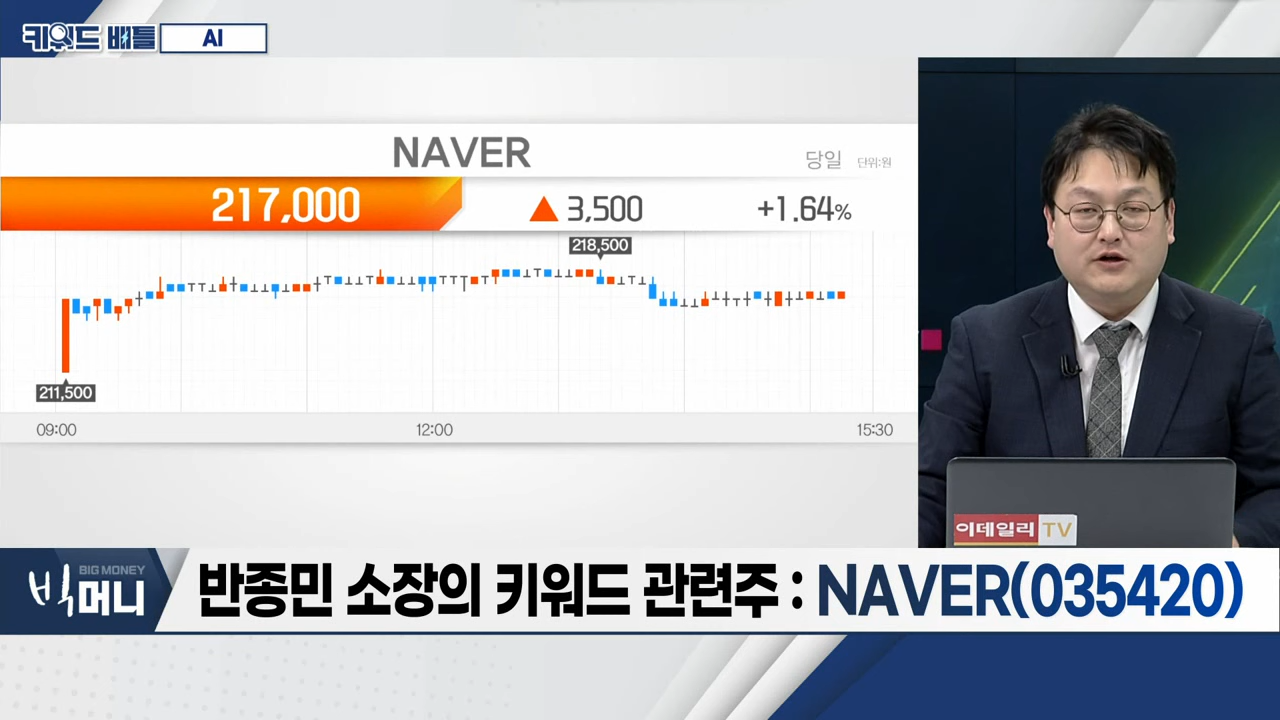 키워드 배틀
AI
NAVER
당일 단위:원
217,000 ▲ 3,500 +1.64%
218,500
211,500
09:00 12:00 15:30
이데일리 TV
BIG MONEY
빅머니
반종민 소장의 키워드 관련주 : NAVER(035420)